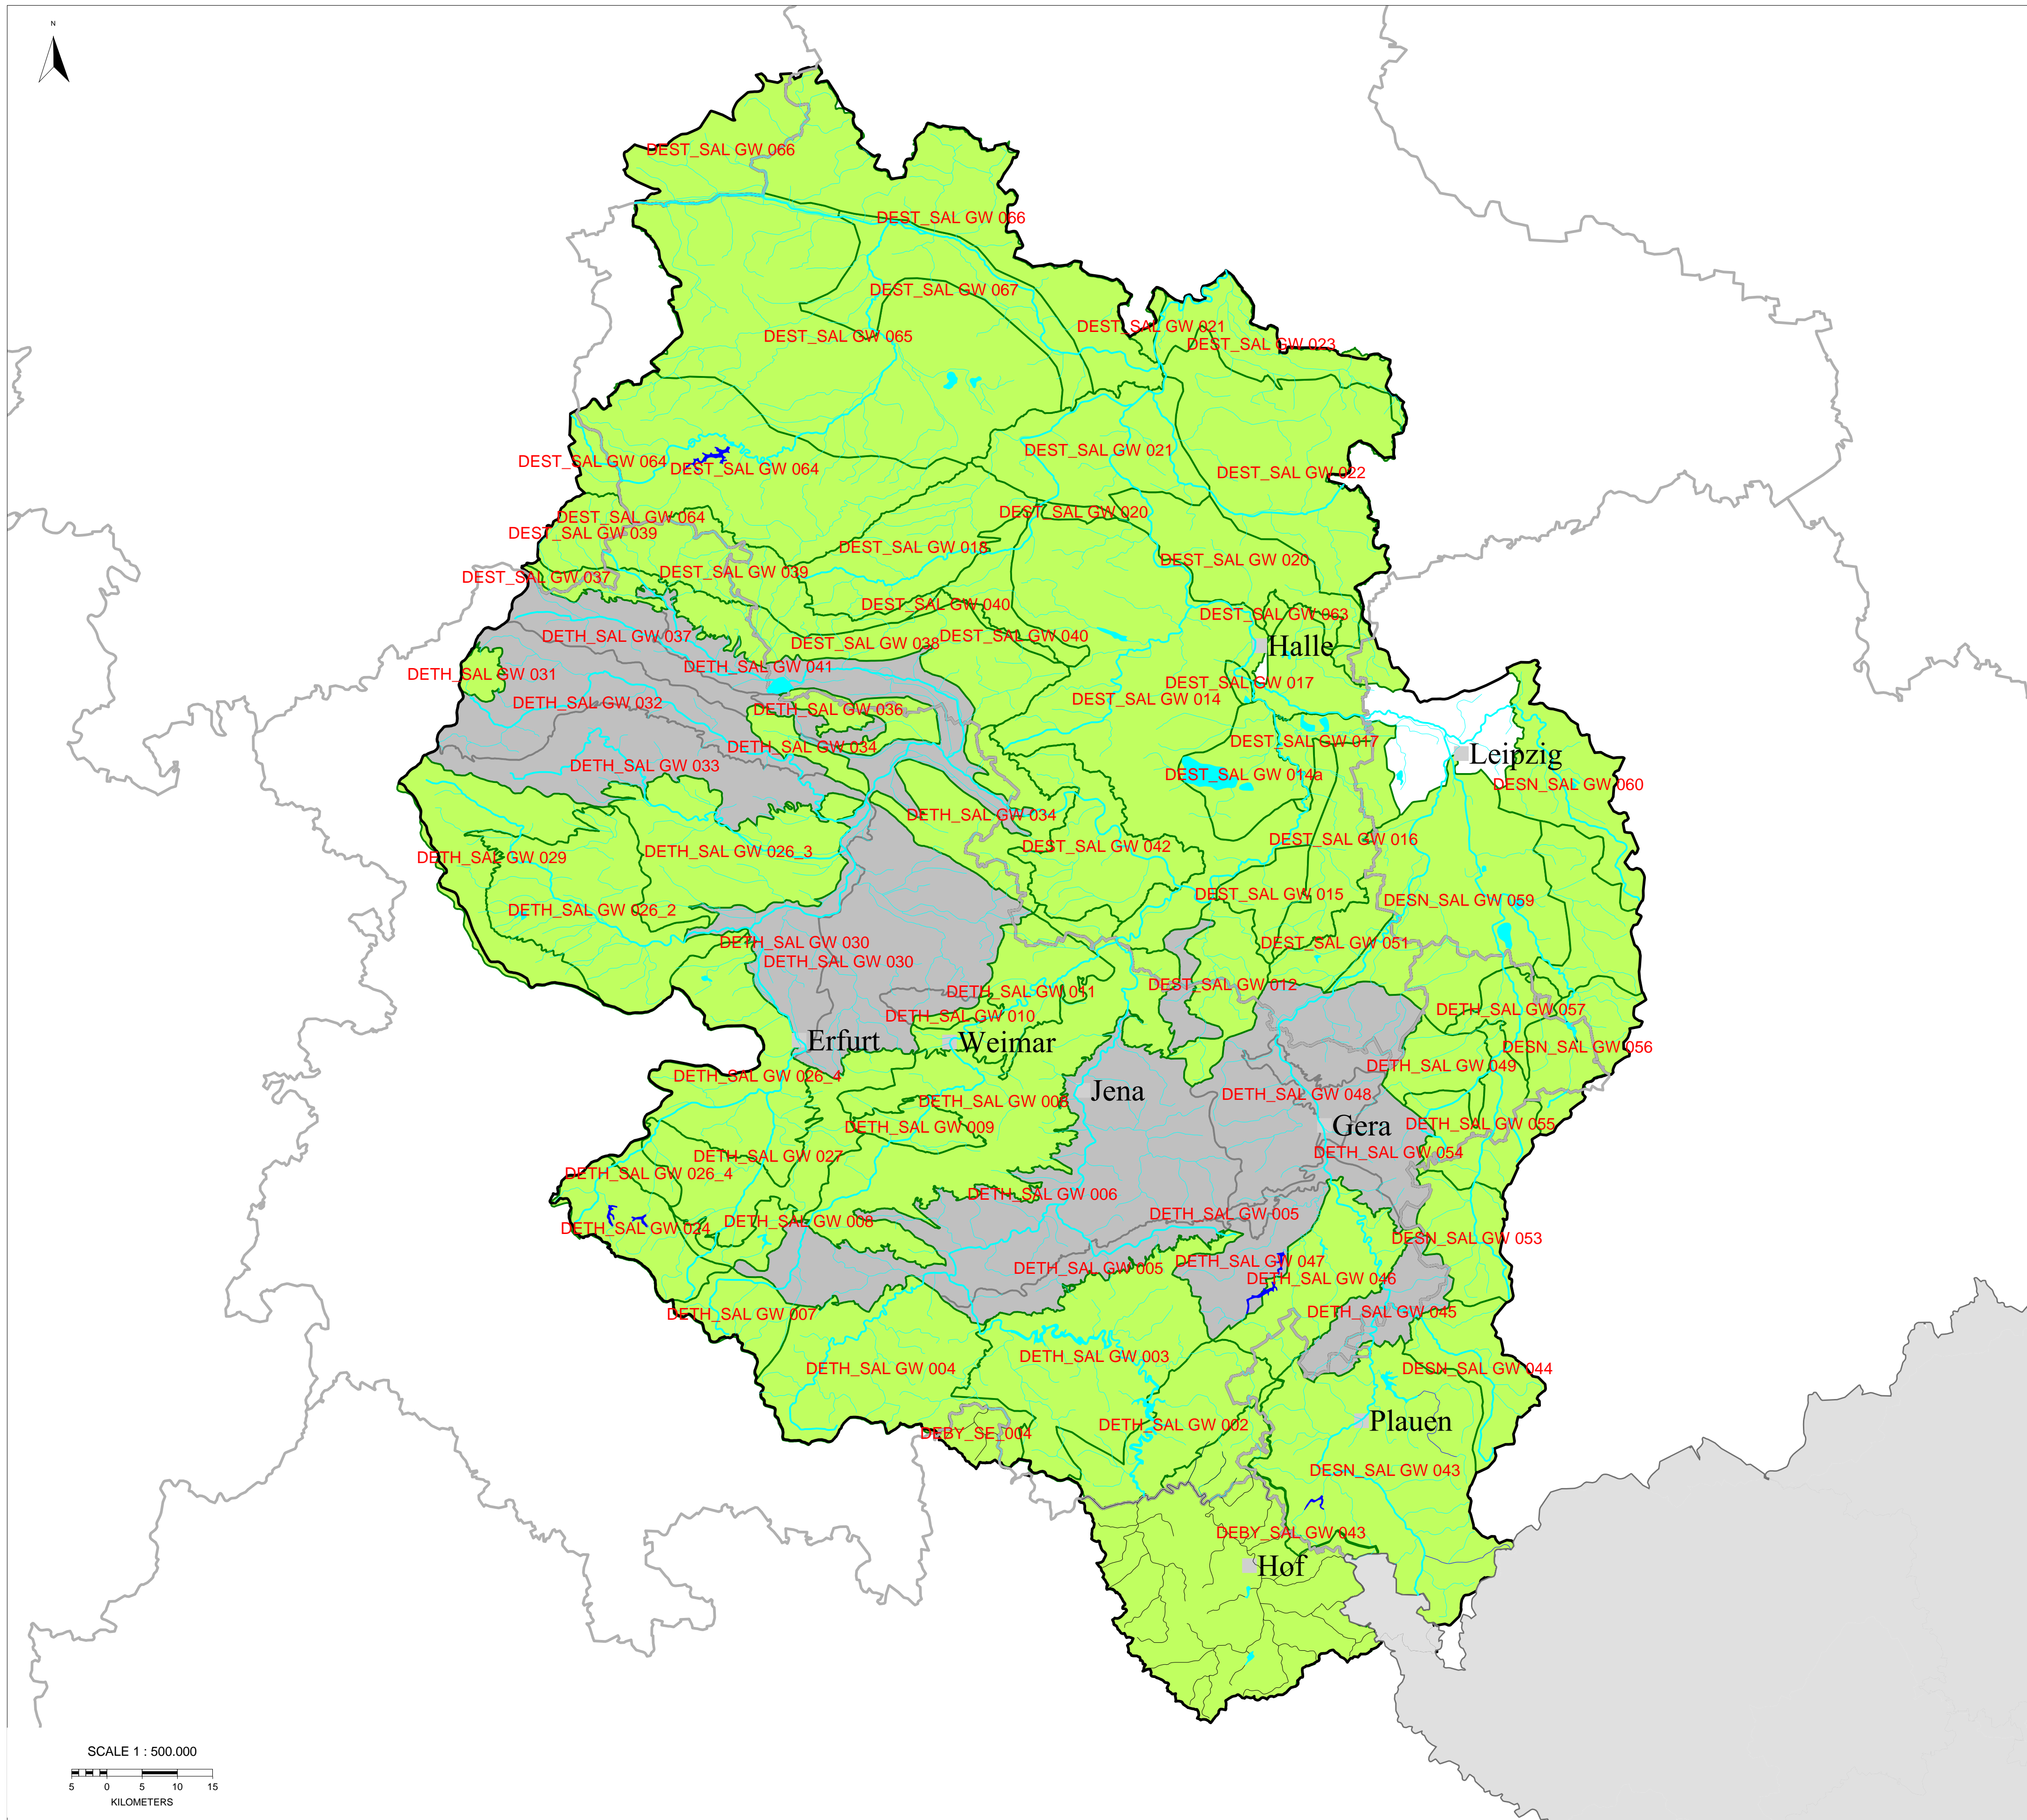 N
DEST_SAL GW 066
DEST_SAL GW 066
DEST_SAL GW 067
DEST_SAL GW 021
DEST_SAL GW 065
DEST_SAL GW 023
DEST_SAL GW 021
DEST_SAL GW 064
DEST_SAL GW 064
DEST_SAL GW 022
DEST_SAL GW 020
DEST_SAL GW 064
DEST_SAL GW 039
DEST_SAL GW 018
DEST_SAL GW 020
DEST_SAL GW 039
DEST_SAL GW 037
DEST_SAL GW 040
DEST_SAL GW 063
DETH_SAL GW 037
DEST_SAL GW 040
DEST_SAL GW 038
Halle
DETH_SAL GW 041
DETH_SAL GW 031
DEST_SAL GW 017
DEST_SAL GW 014
DETH_SAL GW 032
DETH_SAL GW 036
DEST_SAL GW 017
DETH_SAL GW 034
Leipzig
DETH_SAL GW 033
DEST_SAL GW 014a
DESN_SAL GW 060
DETH_SAL GW 034
DEST_SAL GW 016
DEST_SAL GW 042
DETH_SAL GW 026_3
DETH_SAL GW 029
DEST_SAL GW 015
DESN_SAL GW 059
DETH_SAL GW 026_2
DETH_SAL GW 030
DEST_SAL GW 051
DETH_SAL GW 030
DEST_SAL GW 012
DETH_SAL GW 011
DETH_SAL GW 057
DETH_SAL GW 010
Erfurt
Weimar
DESN_SAL GW 056
DETH_SAL GW 049
DETH_SAL GW 026_4
Jena
DETH_SAL GW 048
DETH_SAL GW 008
Gera
DETH_SAL GW 055
DETH_SAL GW 009
DETH_SAL GW 054
DETH_SAL GW 027
DETH_SAL GW 026_4
DETH_SAL GW 006
DETH_SAL GW 005
DETH_SAL GW 008
DETH_SAL GW 024
DESN_SAL GW 053
DETH_SAL GW 047
DETH_SAL GW 005
DETH_SAL GW 046
DETH_SAL GW 045
DETH_SAL GW 007
DETH_SAL GW 003
DETH_SAL GW 004
DESN_SAL GW 044
Plauen
DETH_SAL GW 002
DEBY_SE_004
DESN_SAL GW 043
DEBY_SAL GW 043
Hof
SCALE 1 : 500.000
5 0 5 10 15
KILOMETERS